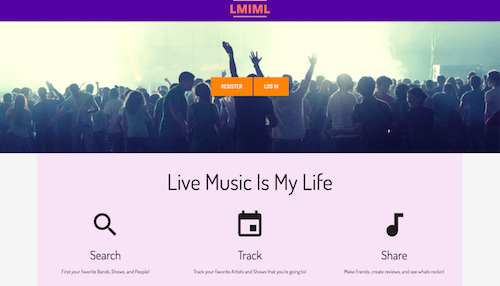 LMIML
REGISTER LOG IN
Live Music Is My Life
Search Track Share
Find your favorite Bands, Shows, and People! Track your favorite Artists and Shows that you're going to! Make friends, create reviews, and see whats rockin!